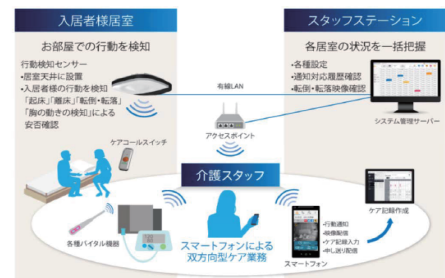 入居者様居室
お部屋での行動を検知
行動検知センサー
•居室天井に設置
•入居者様の行動を検知
「起床」「離床」「転倒・転落」
「胸の動きの検知」による
安否確認
ケアコールスイッチ
有線LAN
アクセスポイント
スタッフステーション
各居室の状況を一括把握
•各種設定
•通知対応履歴確認
•転倒・転落映像確認
システム管理サーバー
介護スタッフ
各種バイタル機器
スマートフォンによる
双方向型ケア業務
•行動通知
•映像配信
•ケア記録入力
•申し送り配信
スマートフォン
ケア記録作成